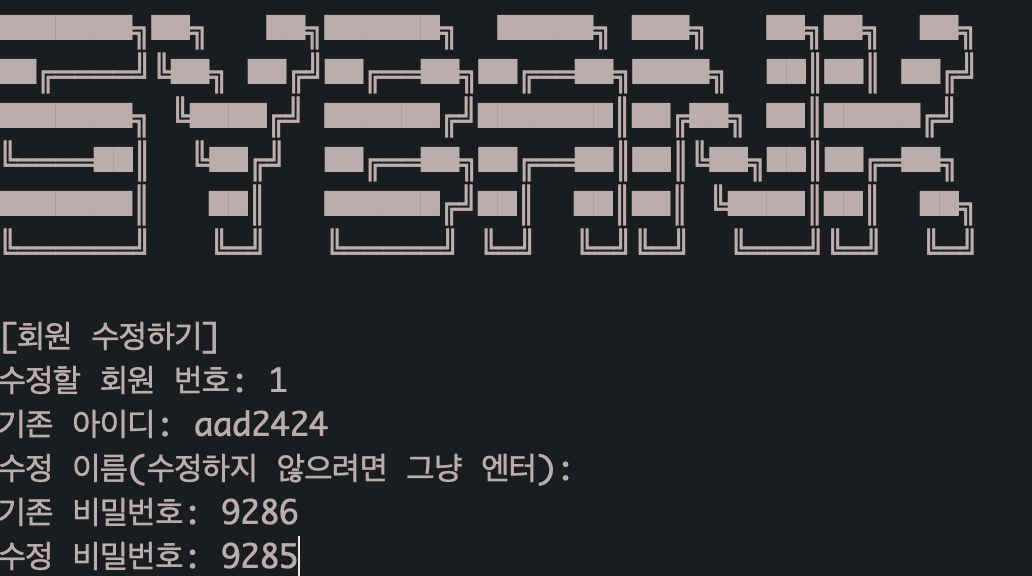 SYBANK
[회원 수정하기]
수정할 회원 번호: 1
기존 아이디: aad2424
수정 이름(수정하지 않으려면 그냥 엔터):
기존 비밀번호: 9286
수정 비밀번호: 9285